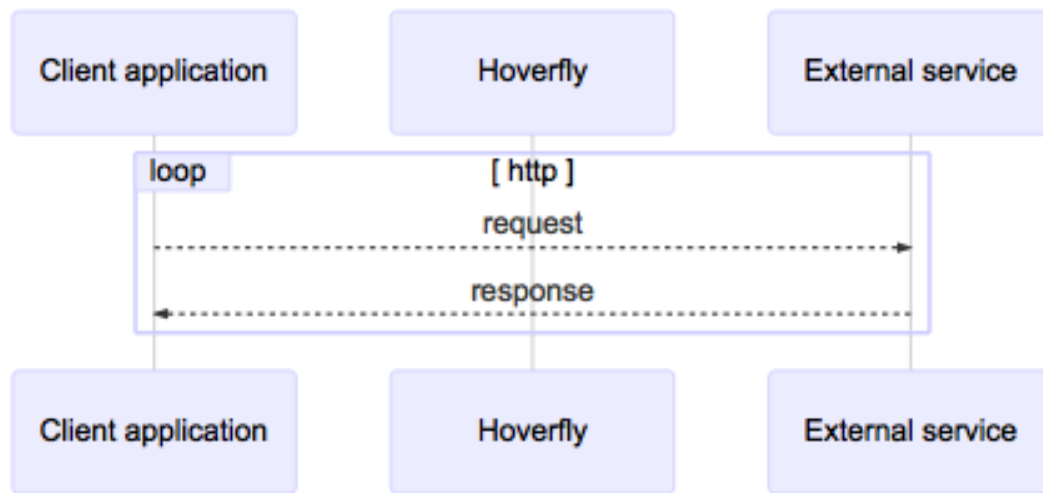 Client application
Hoverfly
External service
loop
[ http ]
request
response
Client application
Hoverfly
External service